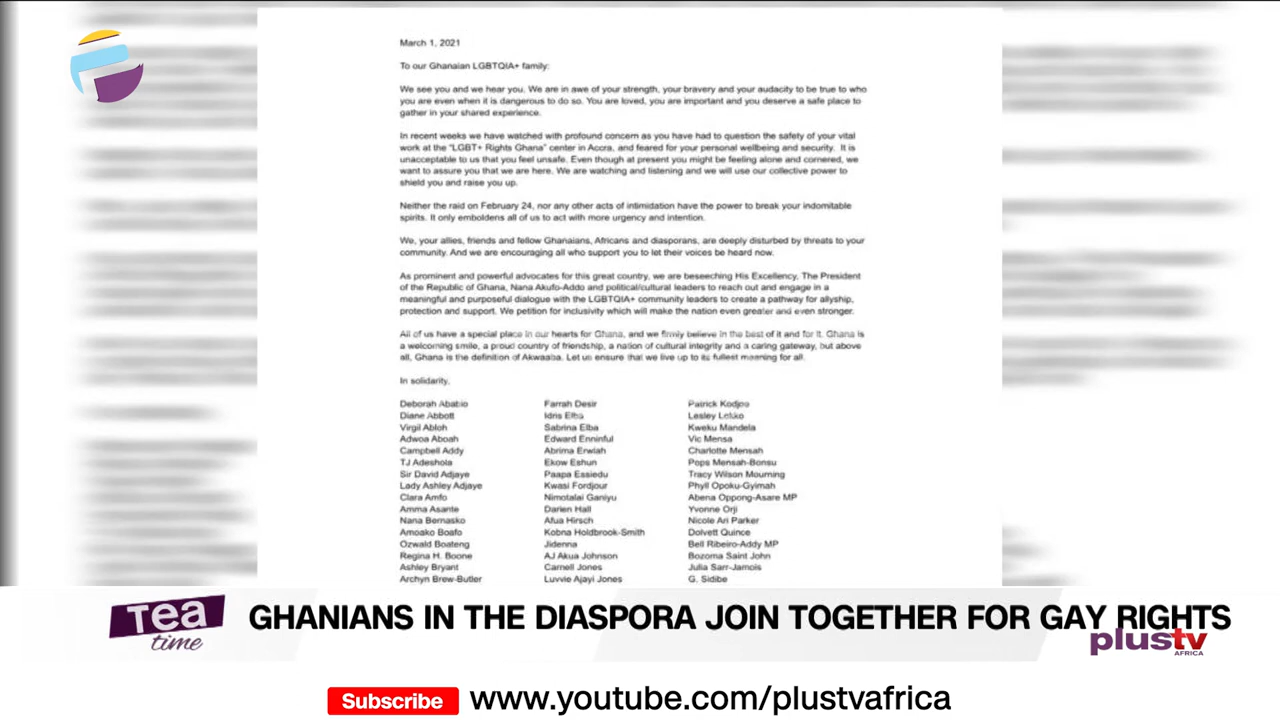 March 1, 2021
To our Ghanaian LGBTQIA+ family:
We see you and we hear you. We are in awe of your strength, your bravery and your audacity to be true to who
you are even when it is dangerous to do so. You are loved, you are important and you deserve a safe place to
gather in your shared experience.
In recent weeks we have watched with profound concern as you have had to question the safety of your vital
work at the "LGBT+ Rights Ghana" center in Accra, and feared for your personal wellbeing and security. It is
unacceptable to us that you feel unsafe. Even though at present you might be feeling alone and cornered, we
want to assure you that we are here. We are watching and listening and we will use our collective power to
shield you and raise you up.
Neither the raid on February 24, nor any other acts of intimidation have the power to break your indomitable
spirits. It only emboldens all of us to act with more urgency and intention.
We, your allies, friends and fellow Ghanaians, Africans and diasporans, are deeply disturbed by threats to your
community. And we are encouraging all who support you to let their voices be heard now.
As prominent and powerful advocates for this great country, we are beseeching His Excellency, The President
of the Republic of Ghana, Nana Akufo-Addo and political/cultural leaders to reach out and engage in a
meaningful and purposeful dialogue with the LGBTQIA+ community leaders to create a pathway for allyship,
protection and support. We petition for inclusivity which will make the nation even greater and even stronger.
All of us have a special place in our hearts for Ghana, and we firmly believe in the best of it and for it. Ghana is
a welcoming smile, a proud country of friendship, a nation of cultural integrity and a caring gateway, but above
all, Ghana is the definition of Akwaaba. Let us ensure that we live up to its fullest meaning for all.
In solidarity,
Deborah Ababio Farrah Desir Patrick Kodjoe
Diane Abbott Idris Elba Lesley Lokko
Virgil Abloh Sabrina Elba Kweku Mandela
Adwoa Aboah Edward Enninful Vic Mensa
Campbell Addy Abrima Erwiah Charlotte Mensah
TJ Adeshola Ekow Eshun Pops Mensah-Bonsu
Sir David Adjaye Paapa Essiedu Tracy Wilson Mourning
Lady Ashley Adjaye Kwasi Fordjour Phyll Opoku-Gyimah
Clara Amfo Nimotalai Ganiyu Abena Oppong-Asare MP
Amma Asante Darien Hall Yvonne Orji
Nana Bernasko Afua Hirsch Nicole Ari Parker
Amoako Boafo Kobna Holdbrook-Smith Dolvett Quince
Ozwald Boateng Jidenna Bell Ribeiro-Addy MP
Regina H. Boone AJ Akua Johnson Bozoma Saint John
Ashley Bryant Carnell Jones Julia Sarr-Jamois
Archyn Brew-Butler Luvvie Ajayi Jones G. Sidibe
Tea time
GHANIANS IN THE DIASPORA JOIN TOGETHER FOR GAY RIGHTS
plustv
AFRICA
Subscribe www.youtube.com/plustvafrica